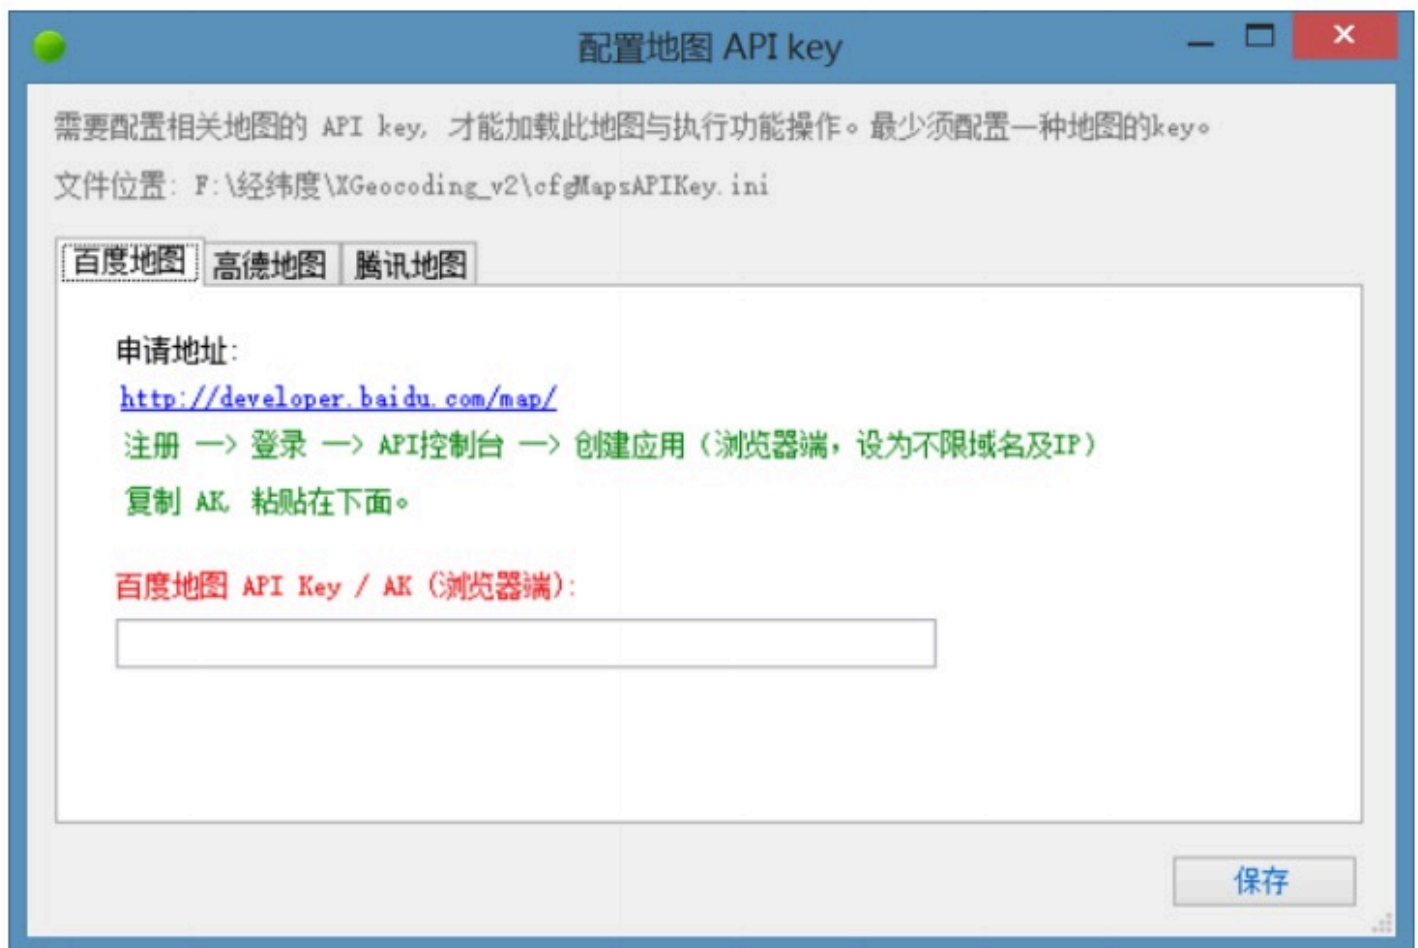 配置地图 API key
需要配置相关地图的 API key, 才能加载此地图与执行功能操作。最少须配置一种地图的key。
文件位置: F:\经纬度\XGeocoding_v2\cfgMapsAPIKey.ini
百度地图 高德地图 腾讯地图
申请地址:
http://developer.baidu.com/map/
注册 —> 登录 —> API控制台 —> 创建应用（浏览器端，设为不限域名及IP）
复制 AK, 粘贴在下面。
百度地图 API Key / AK（浏览器端）:
保存